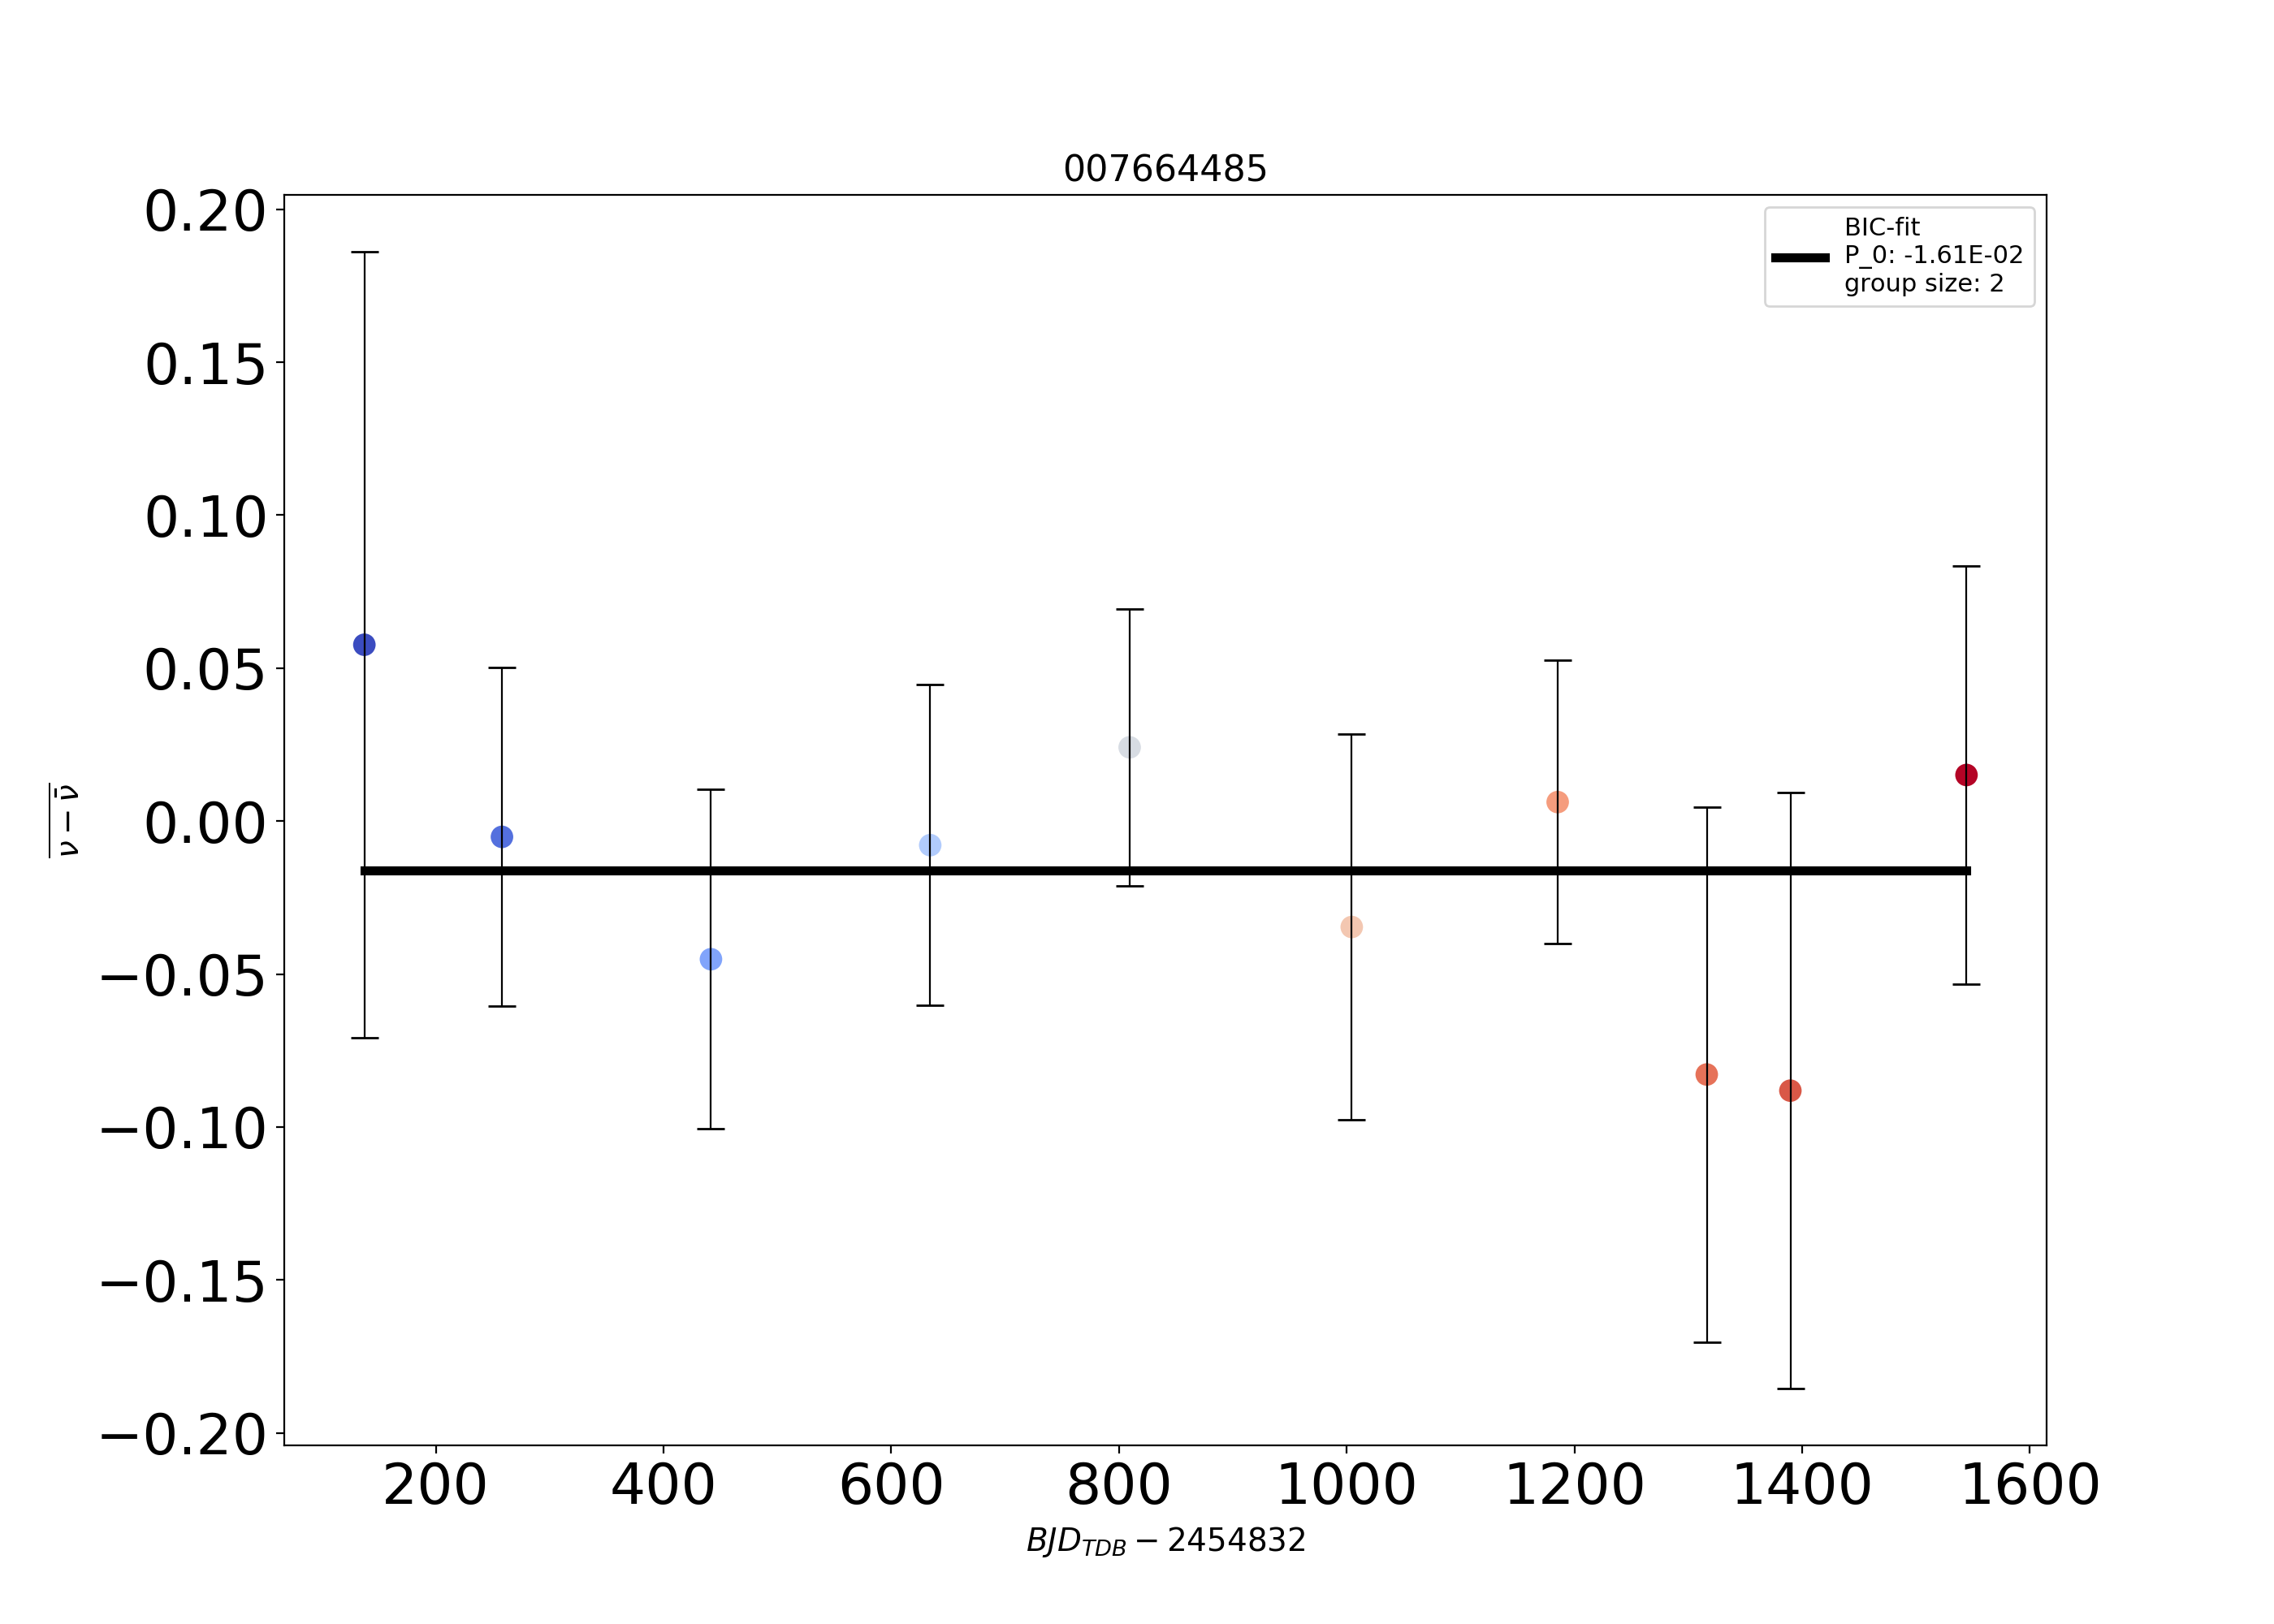 007664485
BIC-fit
P_0: -1.61E-02
group size: 2
0.20
0.15
0.10
0.05
0.00
−0.05
−0.10
−0.15
−0.20
ν − ν̄
200 400 600 800 1000 1200 1400 1600
BJD_TDB − 2454832